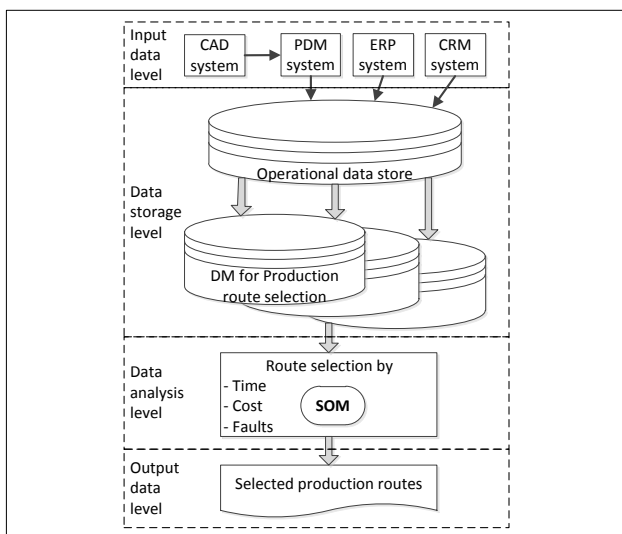 Input
data
level
CAD
system
PDM
system
ERP
system
CRM
system
Operational data store
Data
storage
level
DM for Production
route selection
Data
analysis
level
Route selection by
- Time
- Cost
- Faults
SOM
Output
data
level
Selected production routes